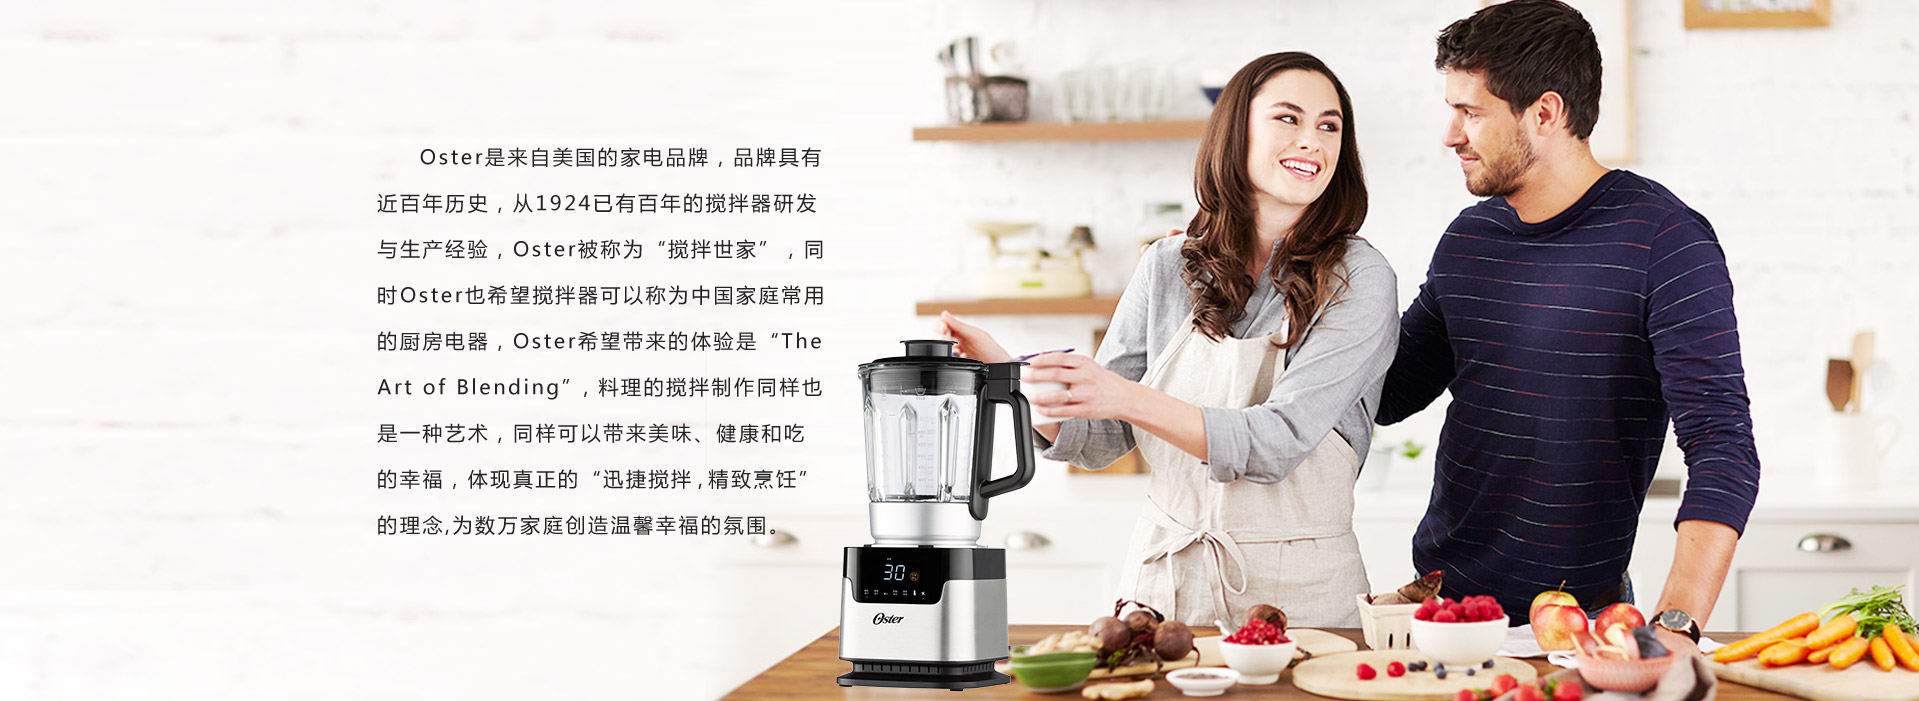 Oster是来自美国的家电品牌，品牌具有
近百年历史，从1924已有百年的搅拌器研发
与生产经验，Oster被称为“搅拌世家”，同
时Oster也希望搅拌器可以称为中国家庭常用
的厨房电器，Oster希望带来的体验是“The
Art of Blending”，料理的搅拌制作同样也
是一种艺术，同样可以带来美味、健康和吃
的幸福，体现真正的“迅捷搅拌,精致烹饪”
的理念,为数万家庭创造温馨幸福的氛围。
30
Oster